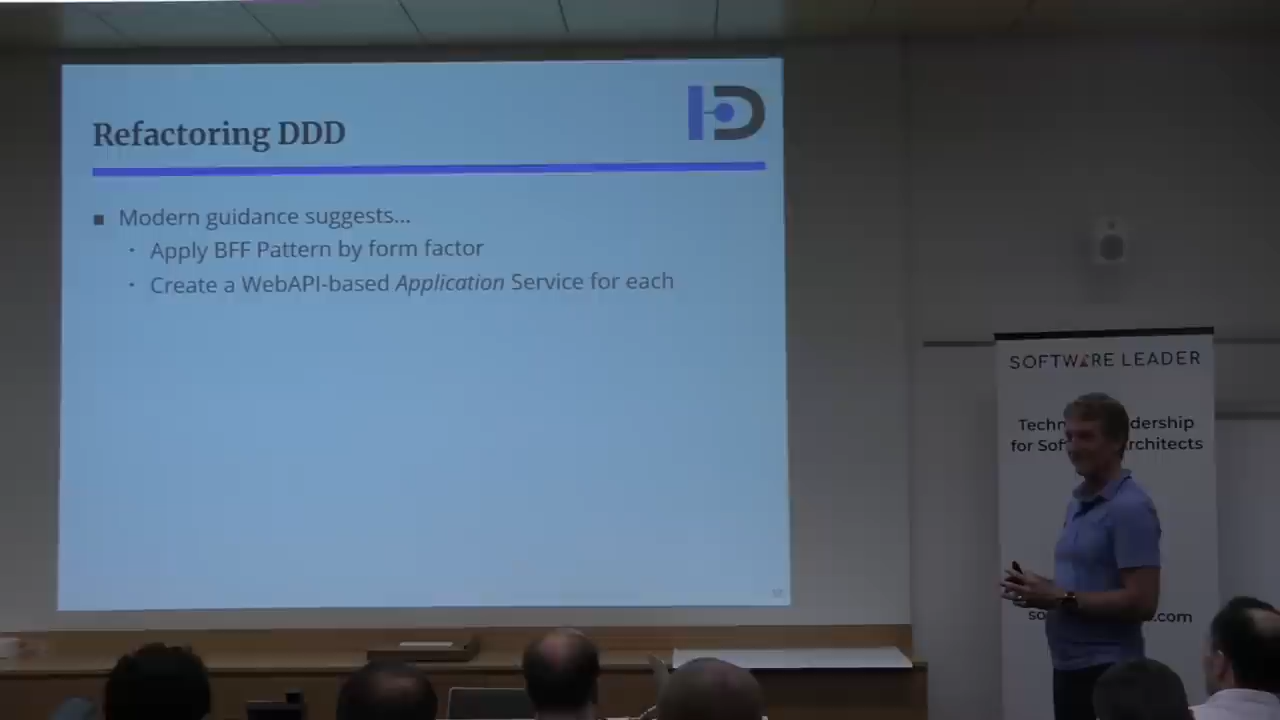 Refactoring DDD
■ Modern guidance suggests...
· Apply BFF Pattern by form factor
· Create a WebAPI-based Application Service for each
SOFTWARE LEADER
Techn dership
for Sof rchitects
so .com